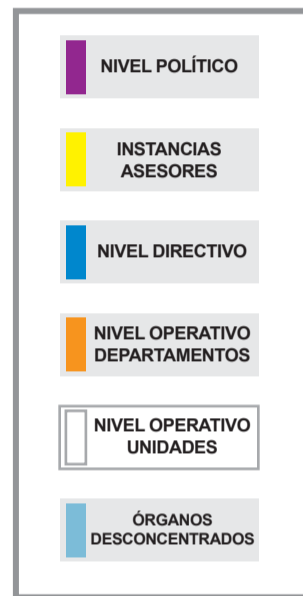 NIVEL POLÍTICO
INSTANCIAS
ASESORES
NIVEL DIRECTIVO
NIVEL OPERATIVO
DEPARTAMENTOS
NIVEL OPERATIVO
UNIDADES
ÓRGANOS
DESCONCENTRADOS